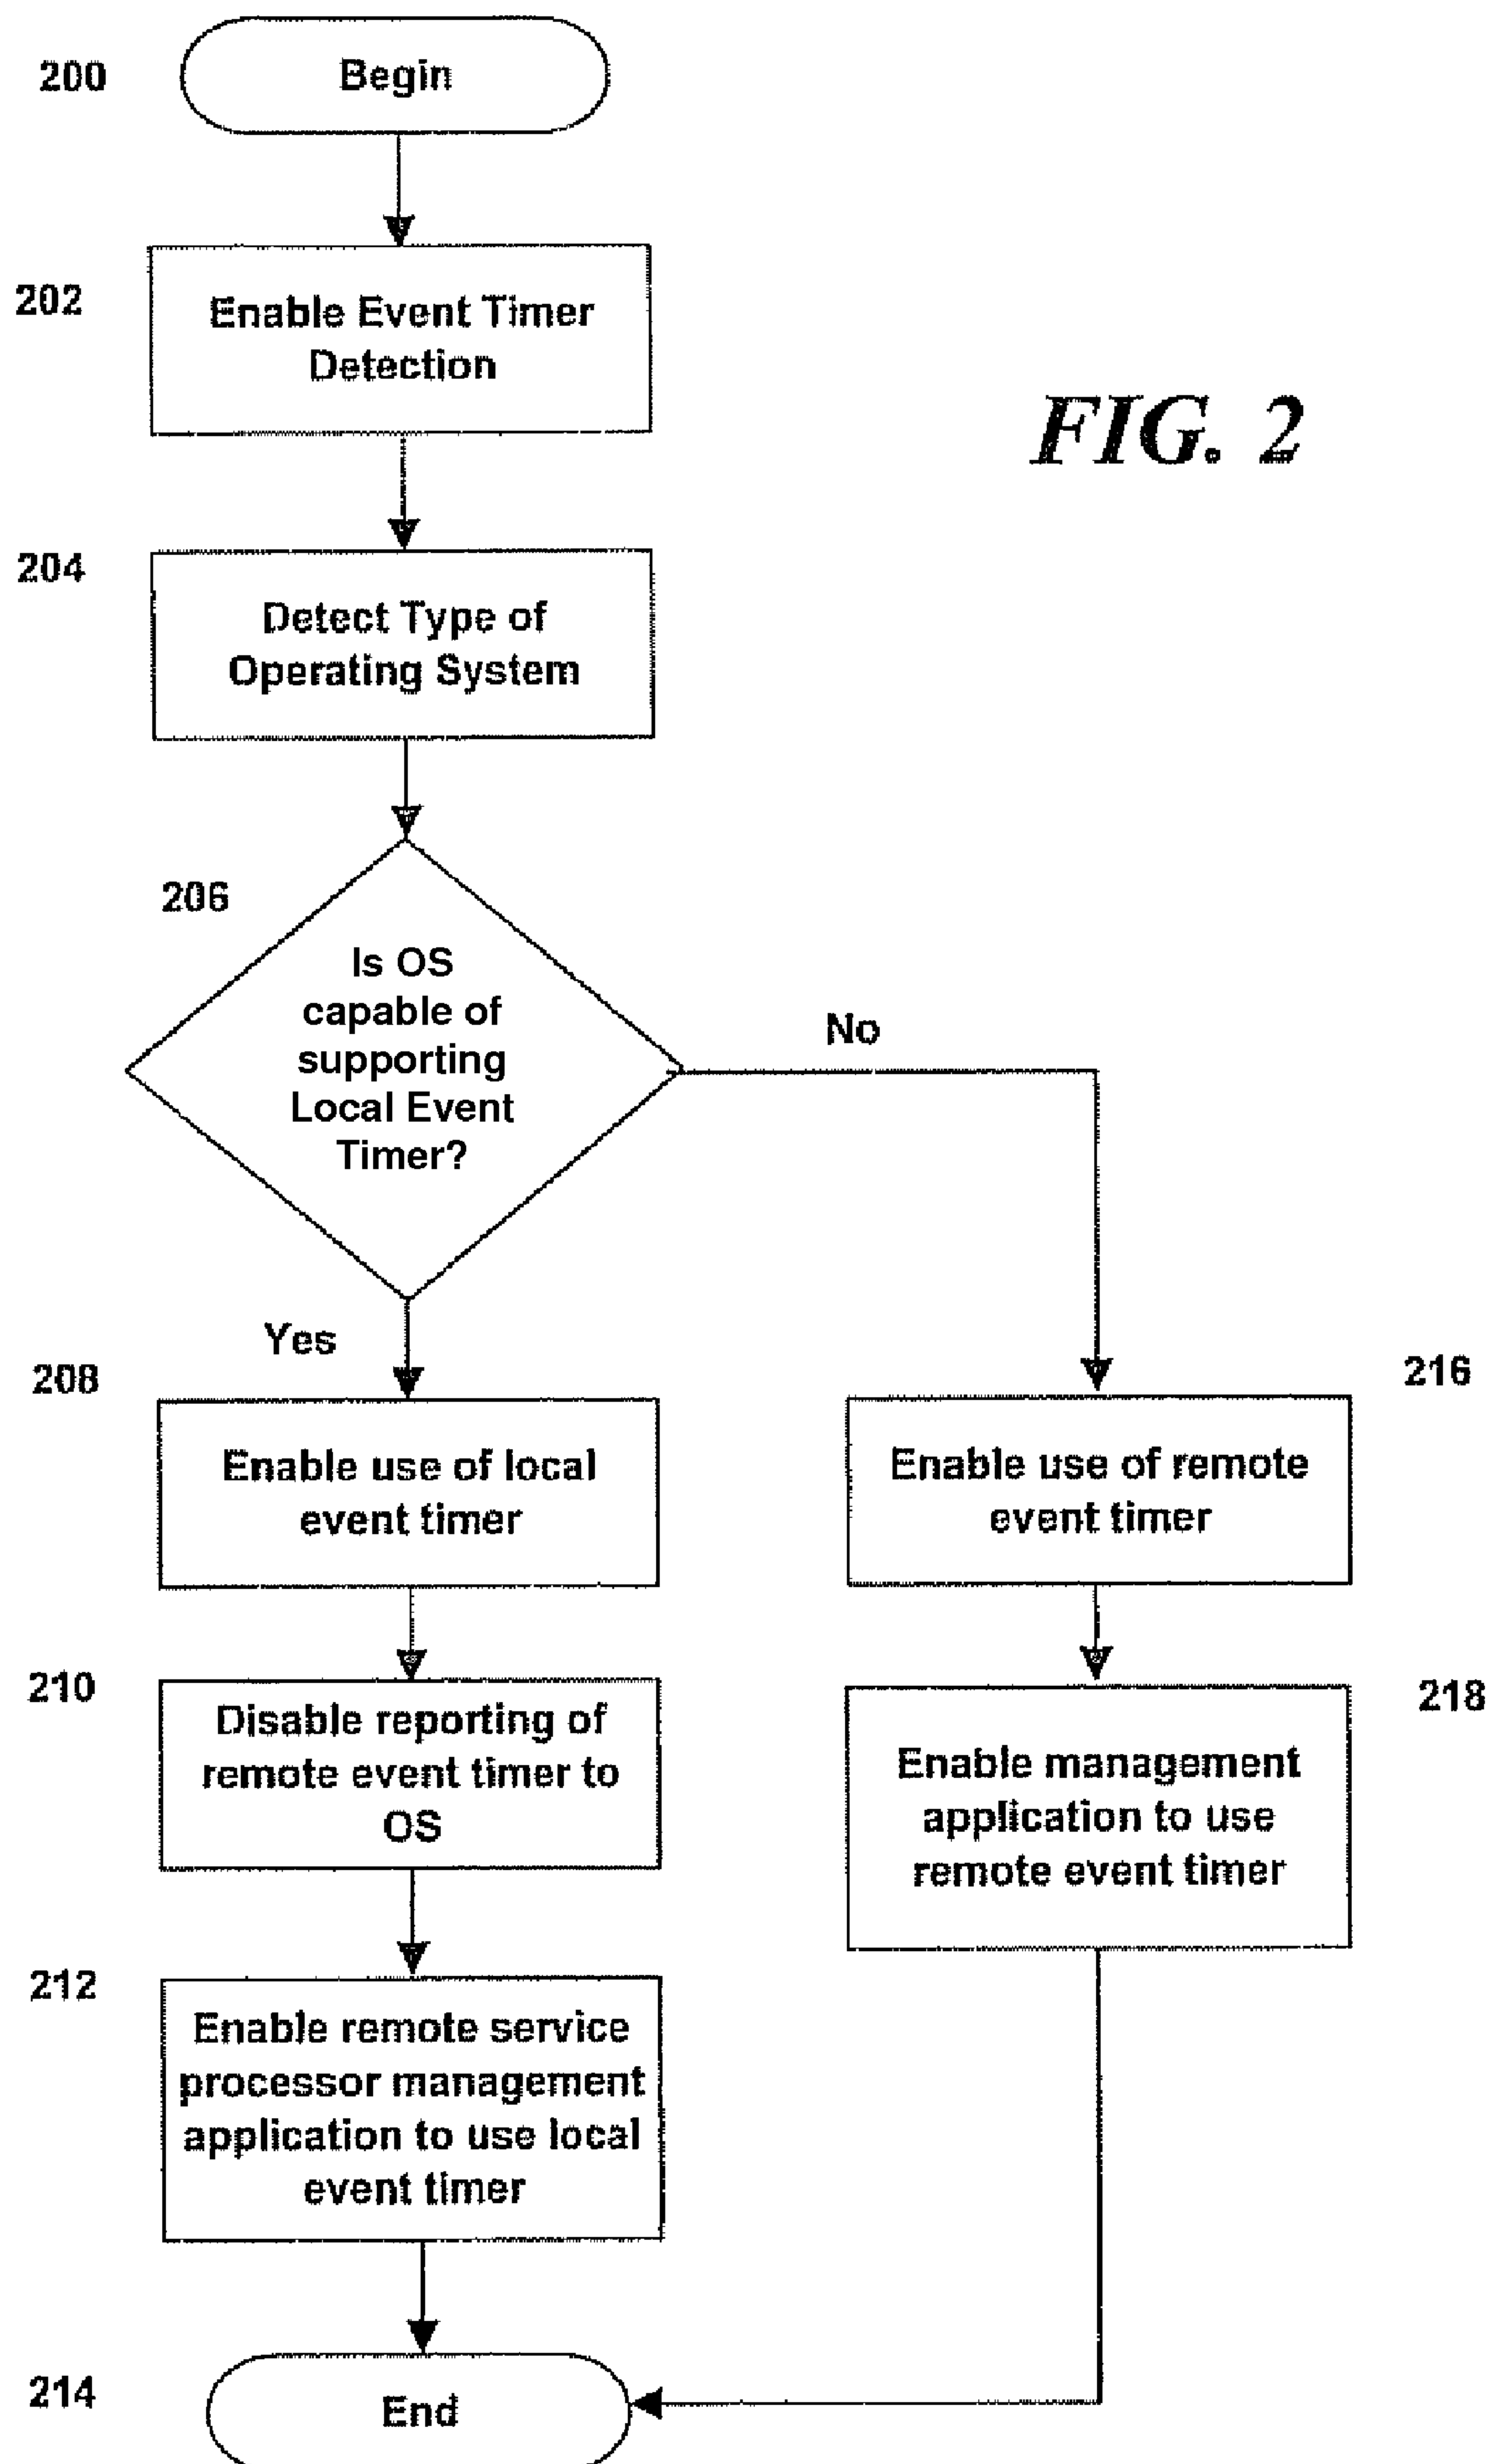 200
Begin
202
Enable Event Timer
Detection
FIG. 2
204
Detect Type of
Operating System
206
Is OS
capable of
supporting
Local Event
Timer?
No
Yes
208
Enable use of local
event timer
216
Enable use of remote
event timer
210
Disable reporting of
remote event timer to
OS
218
Enable management
application to use
remote event timer
212
Enable remote service
processor management
application to use local
event timer
214
End